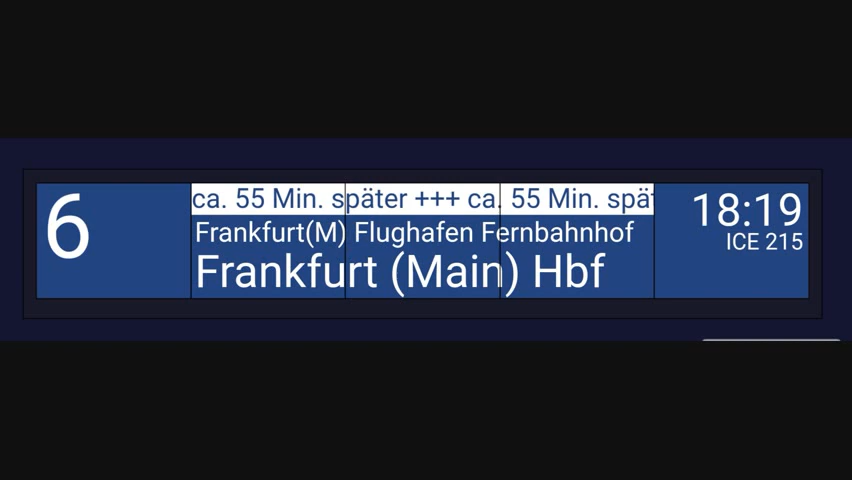 6
ca. 55 Min. später +++ ca. 55 Min. spät
Frankfurt(M) Flughafen Fernbahnhof
Frankfurt (Main) Hbf
18:19
ICE 215